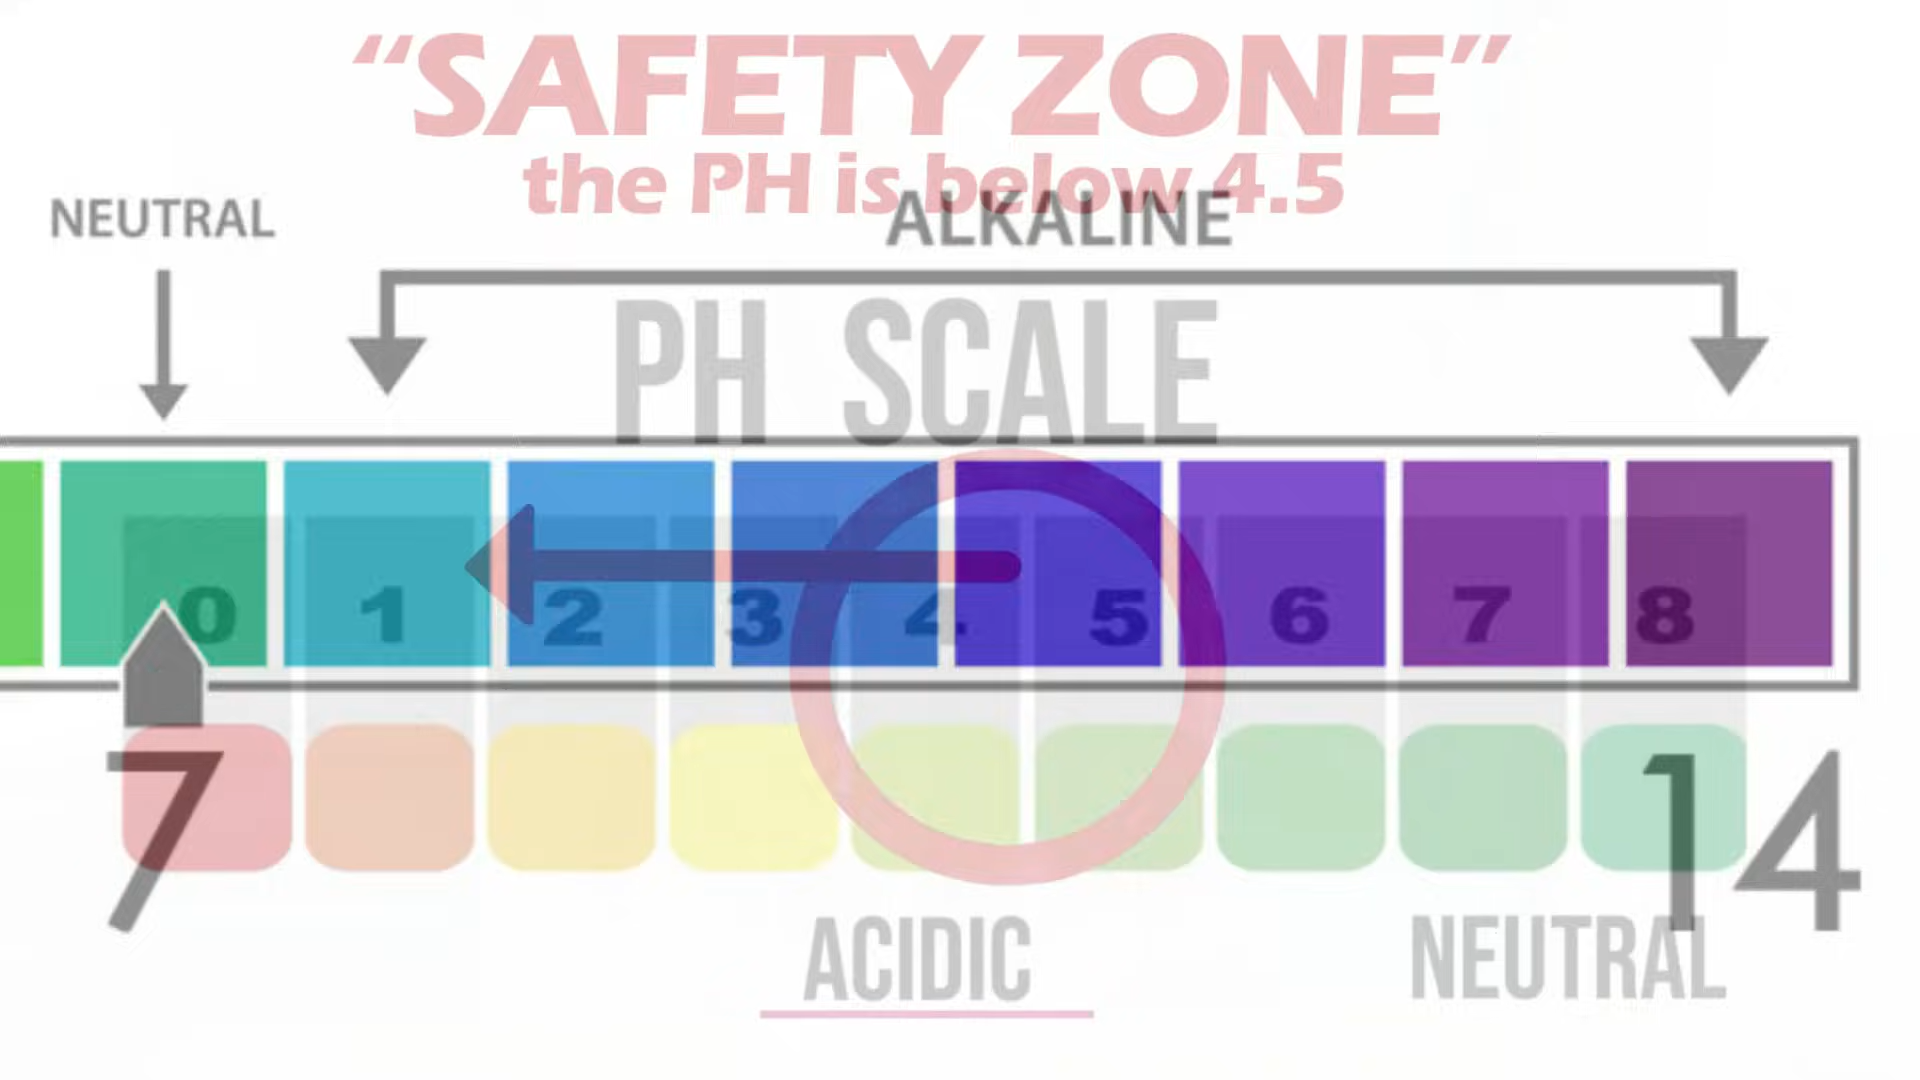 “SAFETY ZONE”
the PH is below 4.5
NEUTRAL
ALKALINE
PH SCALE
0 1 2 3 4 5 6 7 8
7
14
ACIDIC
NEUTRAL